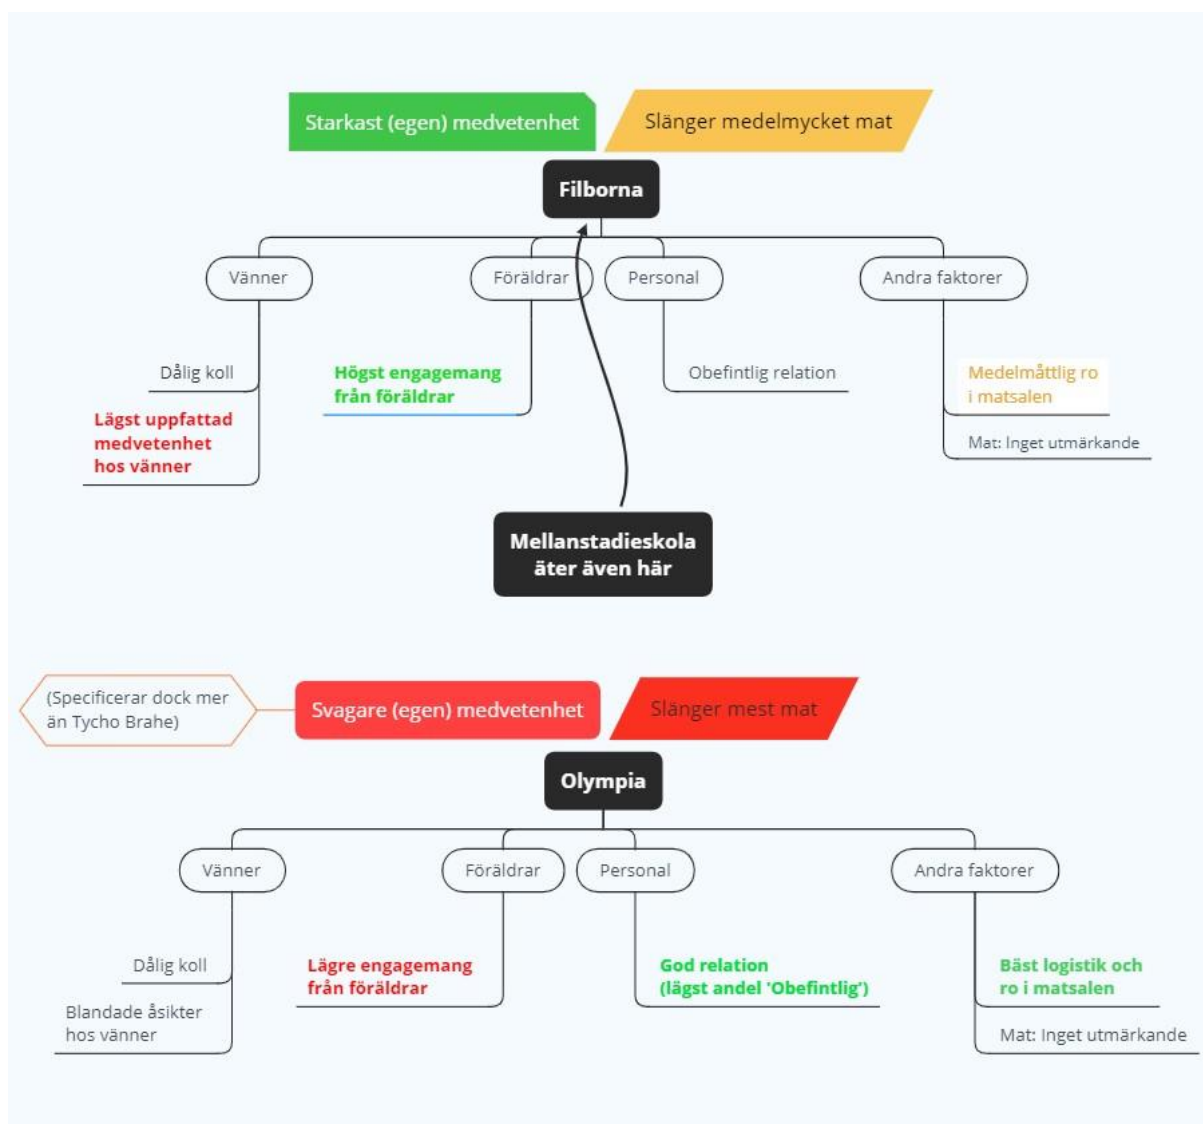 Starkast (egen) medvetenhet
Slänger medelmycket mat
Filborna
Vänner
Föräldrar
Personal
Andra faktorer
Dålig koll
Lägst uppfattad
medvetenhet
hos vänner
Högst engagemang
från föräldrar
Obefintlig relation
Medelmåttlig ro
i matsalen
Mat: Inget utmärkande
Mellanstadieskola
äter även här
(Specificerar dock mer
än Tycho Brahe)
Svagare (egen) medvetenhet
Slänger mest mat
Olympia
Vänner
Föräldrar
Personal
Andra faktorer
Dålig koll
Blandade åsikter
hos vänner
Lägre engagemang
från föräldrar
God relation
(lägst andel 'Obefintlig')
Bäst logistik och
ro i matsalen
Mat: Inget utmärkande